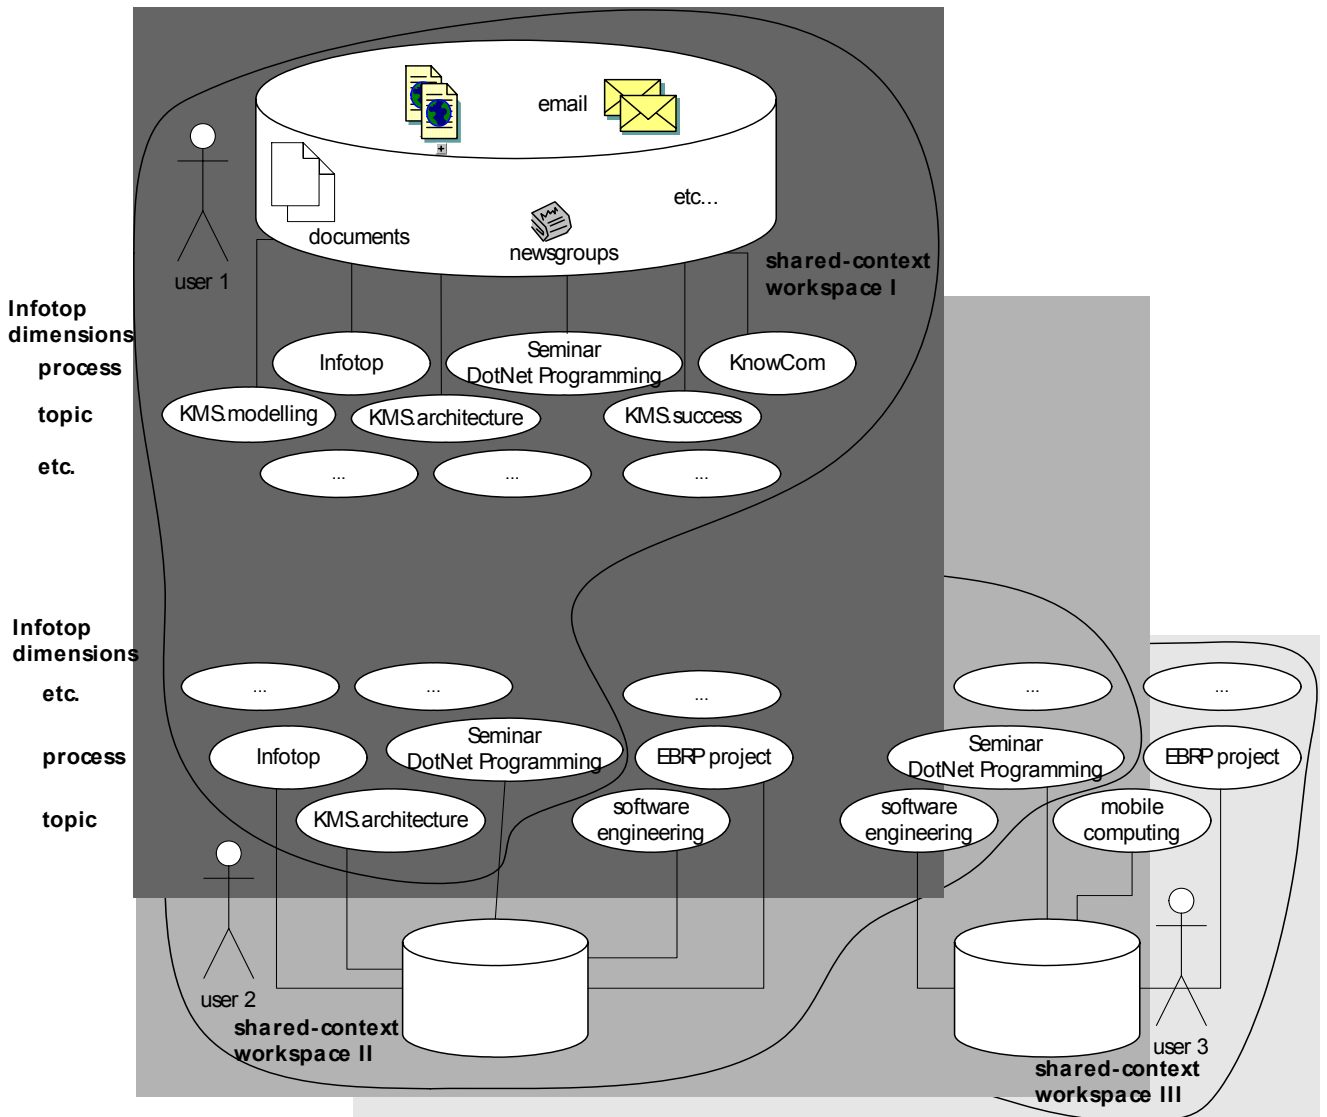 email
etc...
documents
newsgroups
user 1
shared-context
workspace I
Infotop
dimensions
process
Infotop
Seminar
DotNet Programming
KnowCom
topic
KMS.modelling
KMS.architecture
KMS.success
etc.
...
...
...
Infotop
dimensions
etc.
...
...
...
...
...
process
Infotop
Seminar
DotNet Programming
EBRP project
Seminar
DotNet Programming
EBRP project
topic
KMS.architecture
software
engineering
software
engineering
mobile
computing
user 2
shared-context
workspace II
user 3
shared-context
workspace III